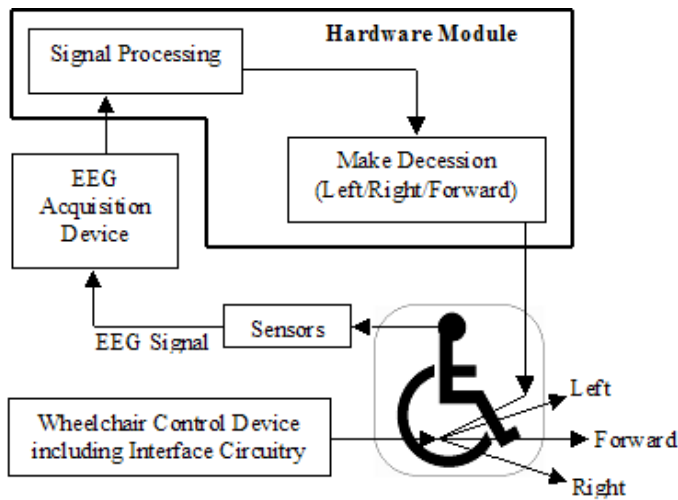 Hardware Module
Signal Processing
Make Decession
(Left/Right/Forward)
EEG
Acquisition
Device
EEG Signal
Sensors
Wheelchair Control Device
including Interface Circuitry
Left
Forward
Right